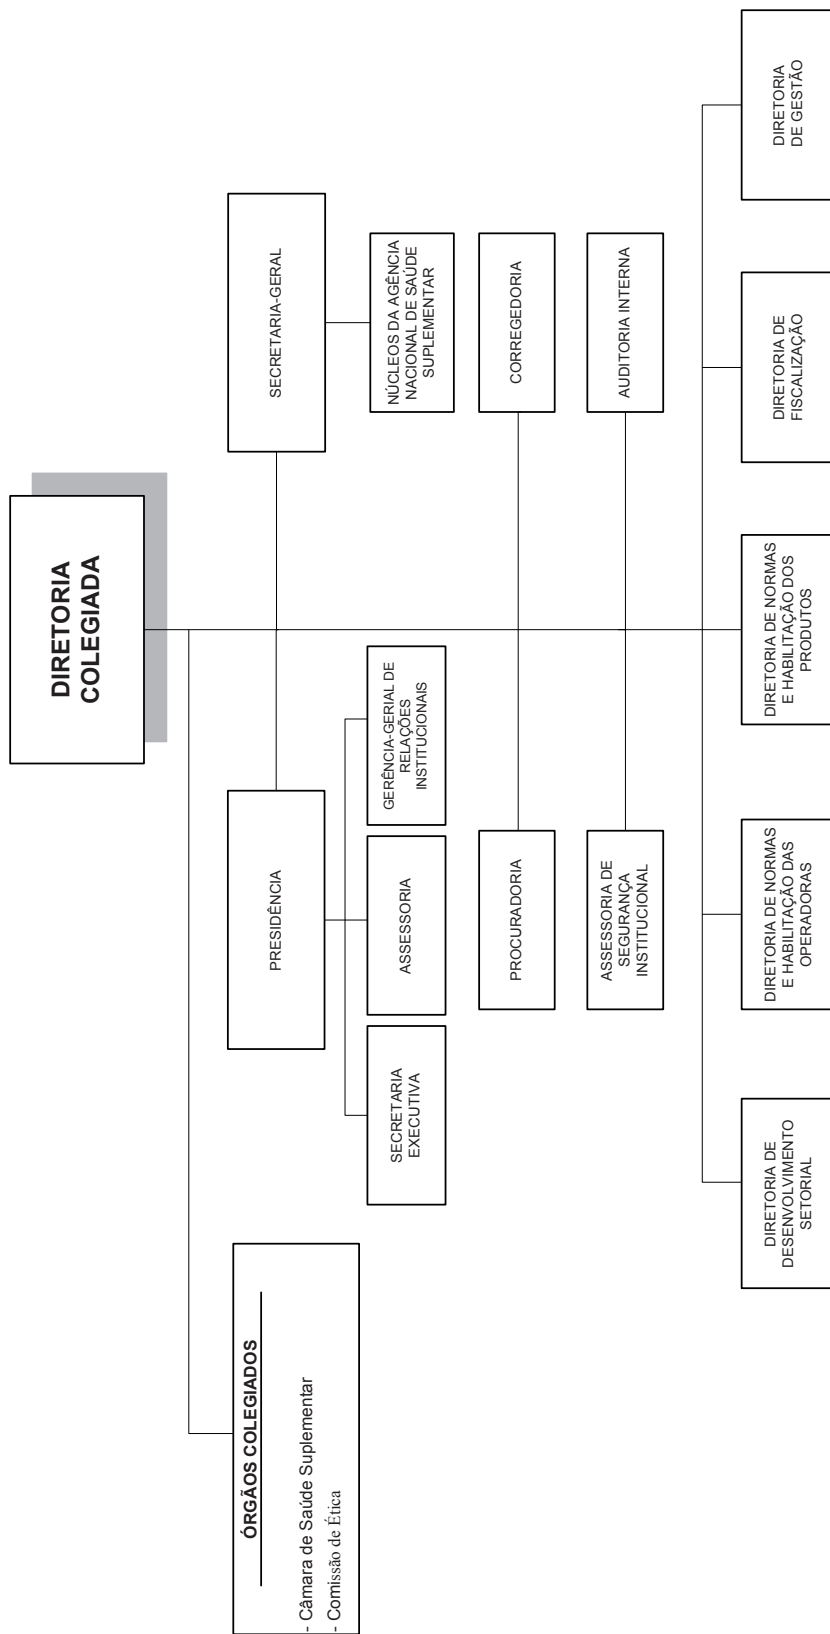 DIRETORIA
COLEGIADA
ÓRGÃOS COLEGIADOS
- Câmara de Saúde Suplementar
- Comissão de Ética
PRESIDÊNCIA
SECRETARIA-GERAL
SECRETARIA
EXECUTIVA
ASSESSORIA
GERÊNCIA-GERIAL DE
RELAÇÕES
INSTITUCIONAIS
NÚCLEOS DA AGÊNCIA
NACIONAL DE SAÚDE
SUPLEMENTAR
PROCURADORIA
CORREGEDORIA
ASSESSORIA DE
SEGURANÇA
INSTITUCIONAL
AUDITORIA INTERNA
DIRETORIA DE
DESENVOLVIMENTO
SETORIAL
DIRETORIA DE NORMAS
E HABILITAÇÃO DAS
OPERADORAS
DIRETORIA DE NORMAS
E HABILITAÇÃO DOS
PRODUTOS
DIRETORIA DE
FISCALIZAÇÃO
DIRETORIA
DE GESTÃO